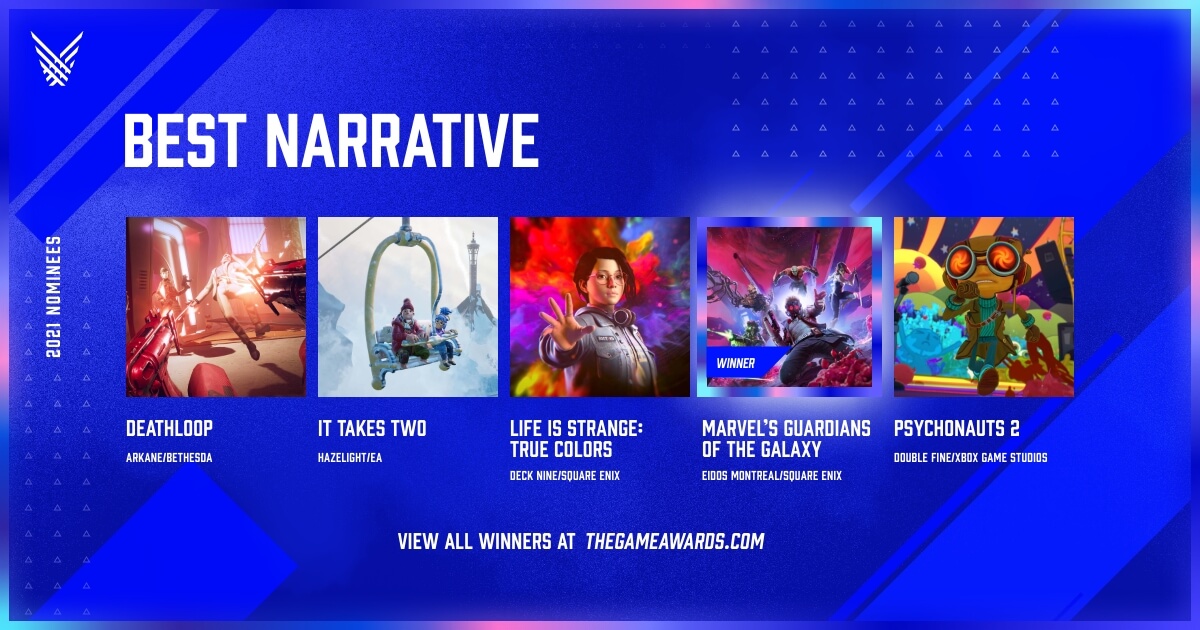 BEST NARRATIVE
2021 NOMINEES
WINNER
DEATHLOOP
ARKANE/BETHESDA
IT TAKES TWO
HAZELIGHT/EA
LIFE IS STRANGE:
TRUE COLORS
DECK NINE/SQUARE ENIX
MARVEL'S GUARDIANS
OF THE GALAXY
EIDOS MONTREAL/SQUARE ENIX
PSYCHONAUTS 2
DOUBLE FINE/XBOX GAME STUDIOS
VIEW ALL WINNERS AT THEGAMEAWARDS.COM